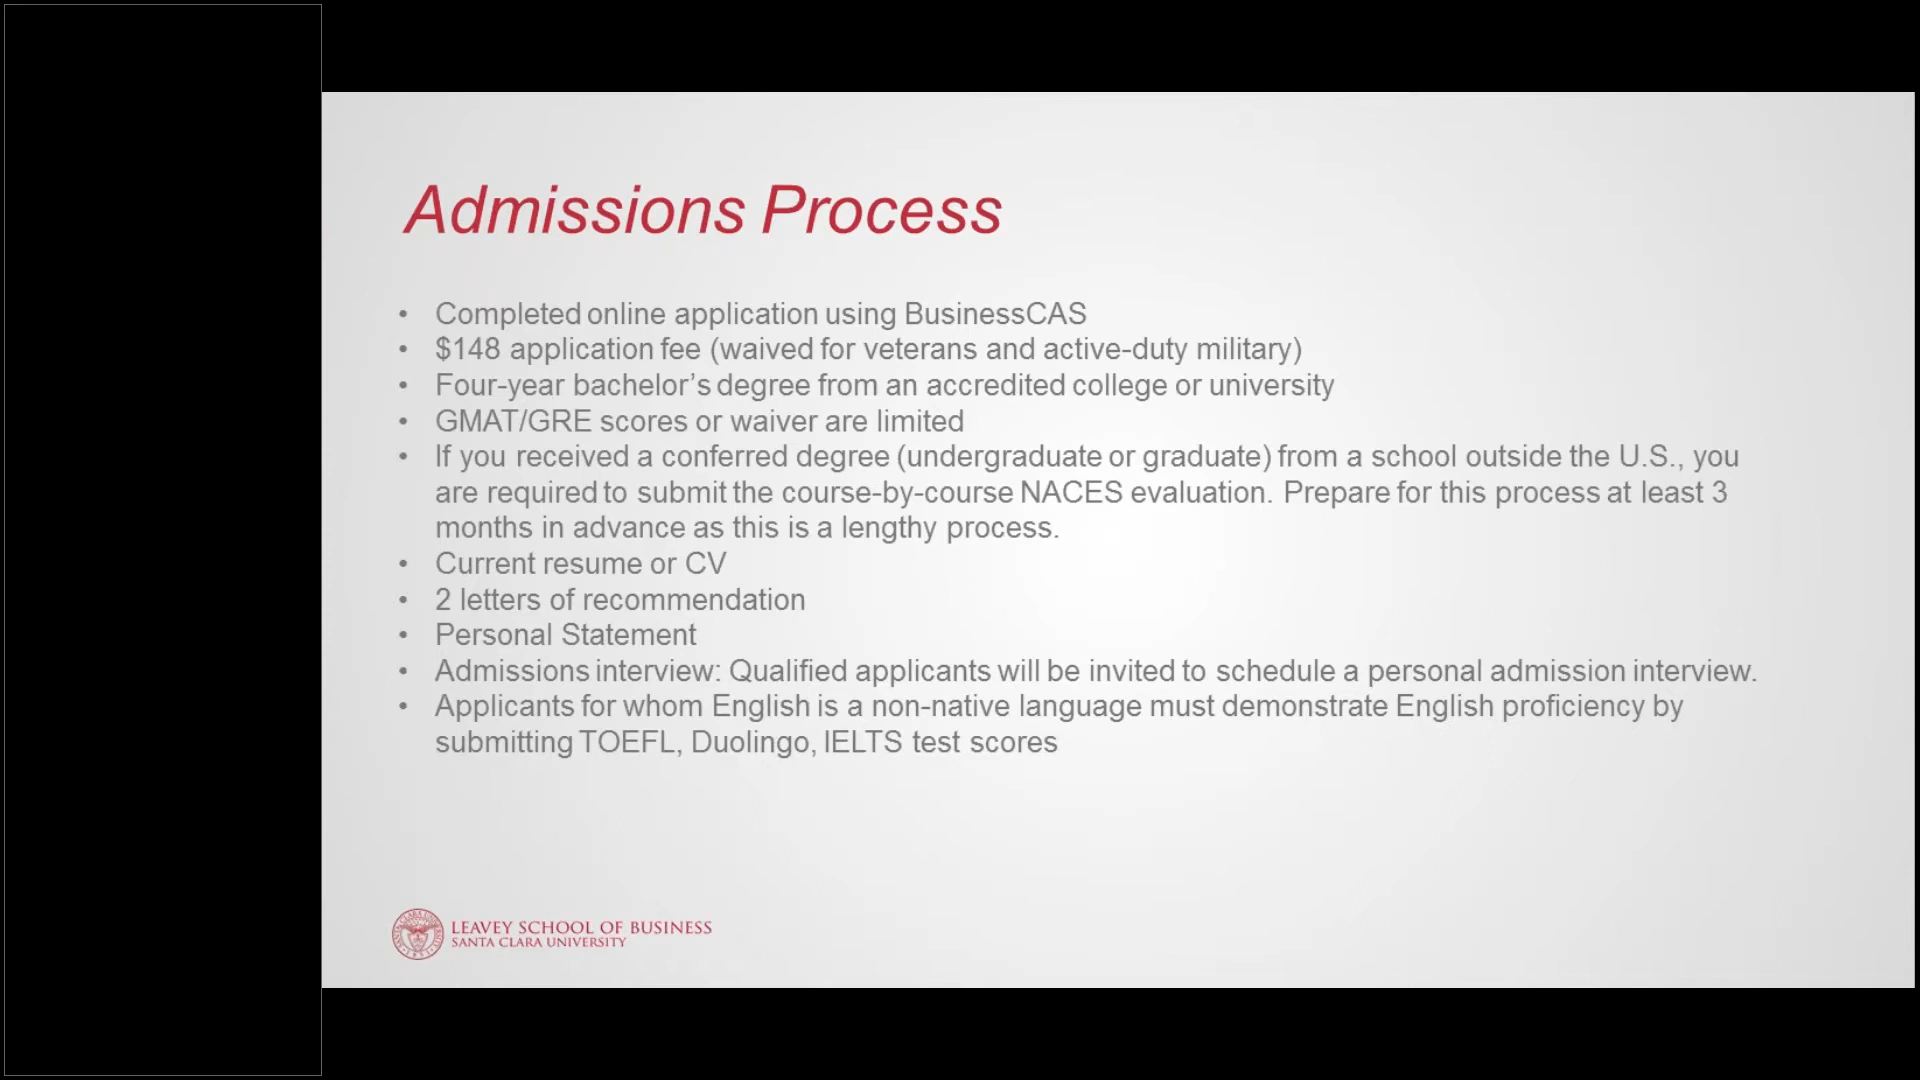 Admissions Process
• Completed online application using BusinessCAS
• $148 application fee (waived for veterans and active-duty military)
• Four-year bachelor’s degree from an accredited college or university
• GMAT/GRE scores or waiver are limited
• If you received a conferred degree (undergraduate or graduate) from a school outside the U.S., you
are required to submit the course-by-course NACES evaluation. Prepare for this process at least 3
months in advance as this is a lengthy process.
• Current resume or CV
• 2 letters of recommendation
• Personal Statement
• Admissions interview: Qualified applicants will be invited to schedule a personal admission interview.
• Applicants for whom English is a non-native language must demonstrate English proficiency by
submitting TOEFL, Duolingo, IELTS test scores
LEAVEY SCHOOL OF BUSINESS
SANTA CLARA UNIVERSITY